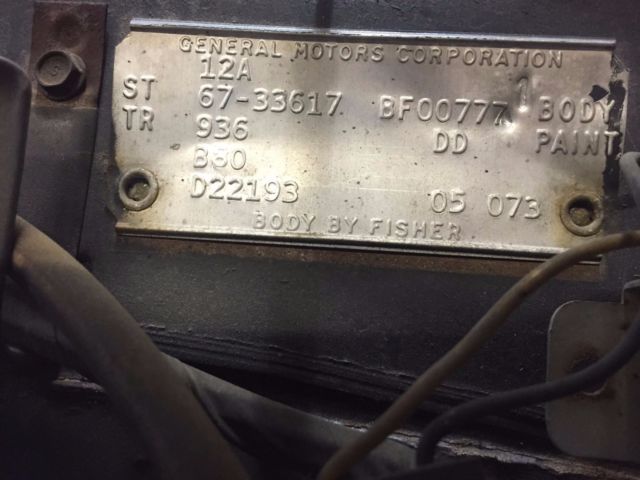 GENERAL MOTORS CORPORATION
12A
ST 67-33617 BF00777 1 BODY
TR 936 DD PAINT
B50
D22193 05 073
BODY BY FISHER